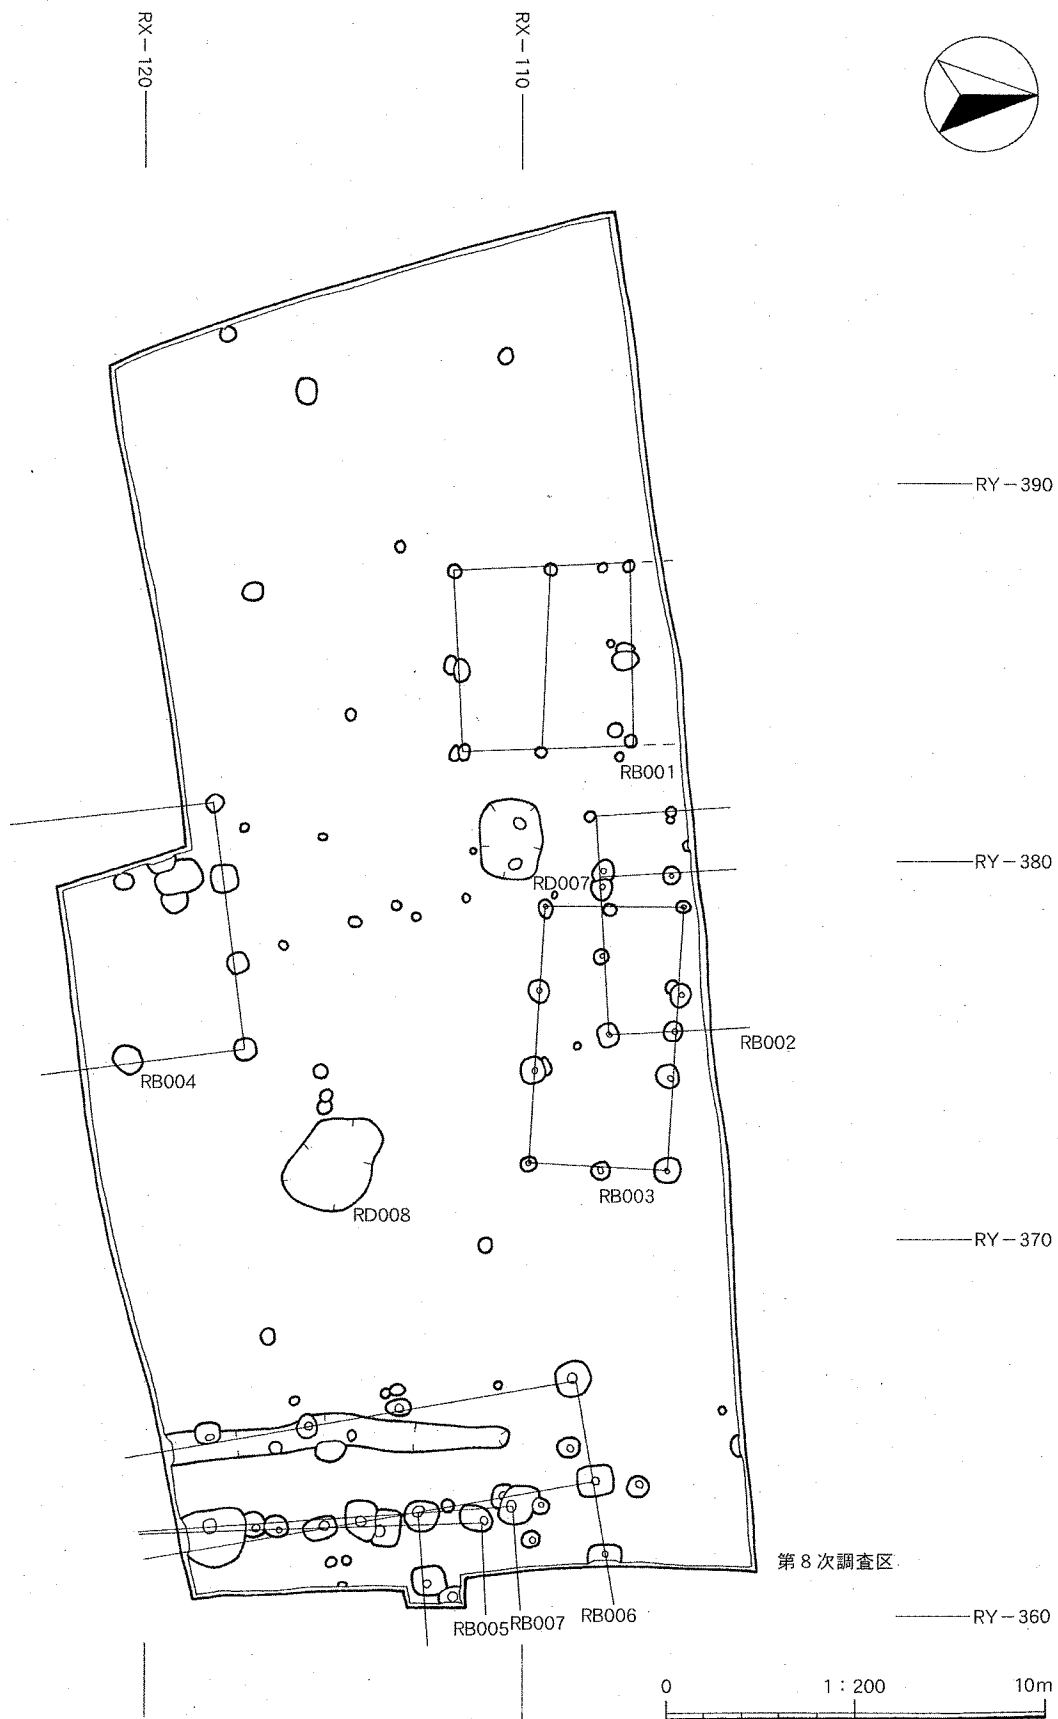 RX－120
RX－110
RY－390
RB001
RY－380
RD007
RB002
RB004
RB003
RD008
RY－370
第8次調査区
RB006
RB007
RB005
RY－360
0 1：200 10m